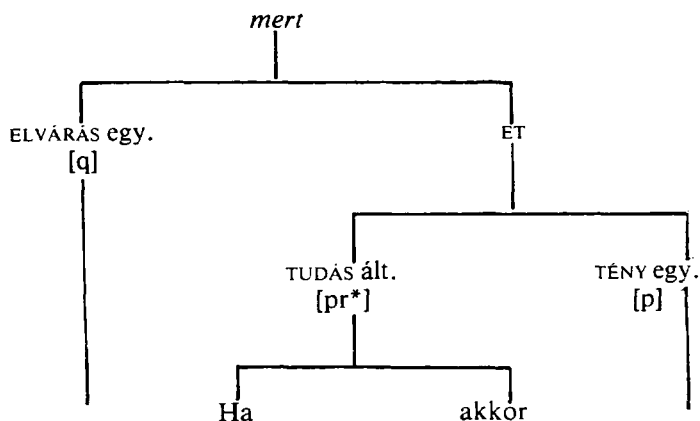 mert
ELVÁRÁS egy.
[q]
ET
TUDÁS ált.
[pr*]
TÉNY egy.
[p]
Ha
akkor